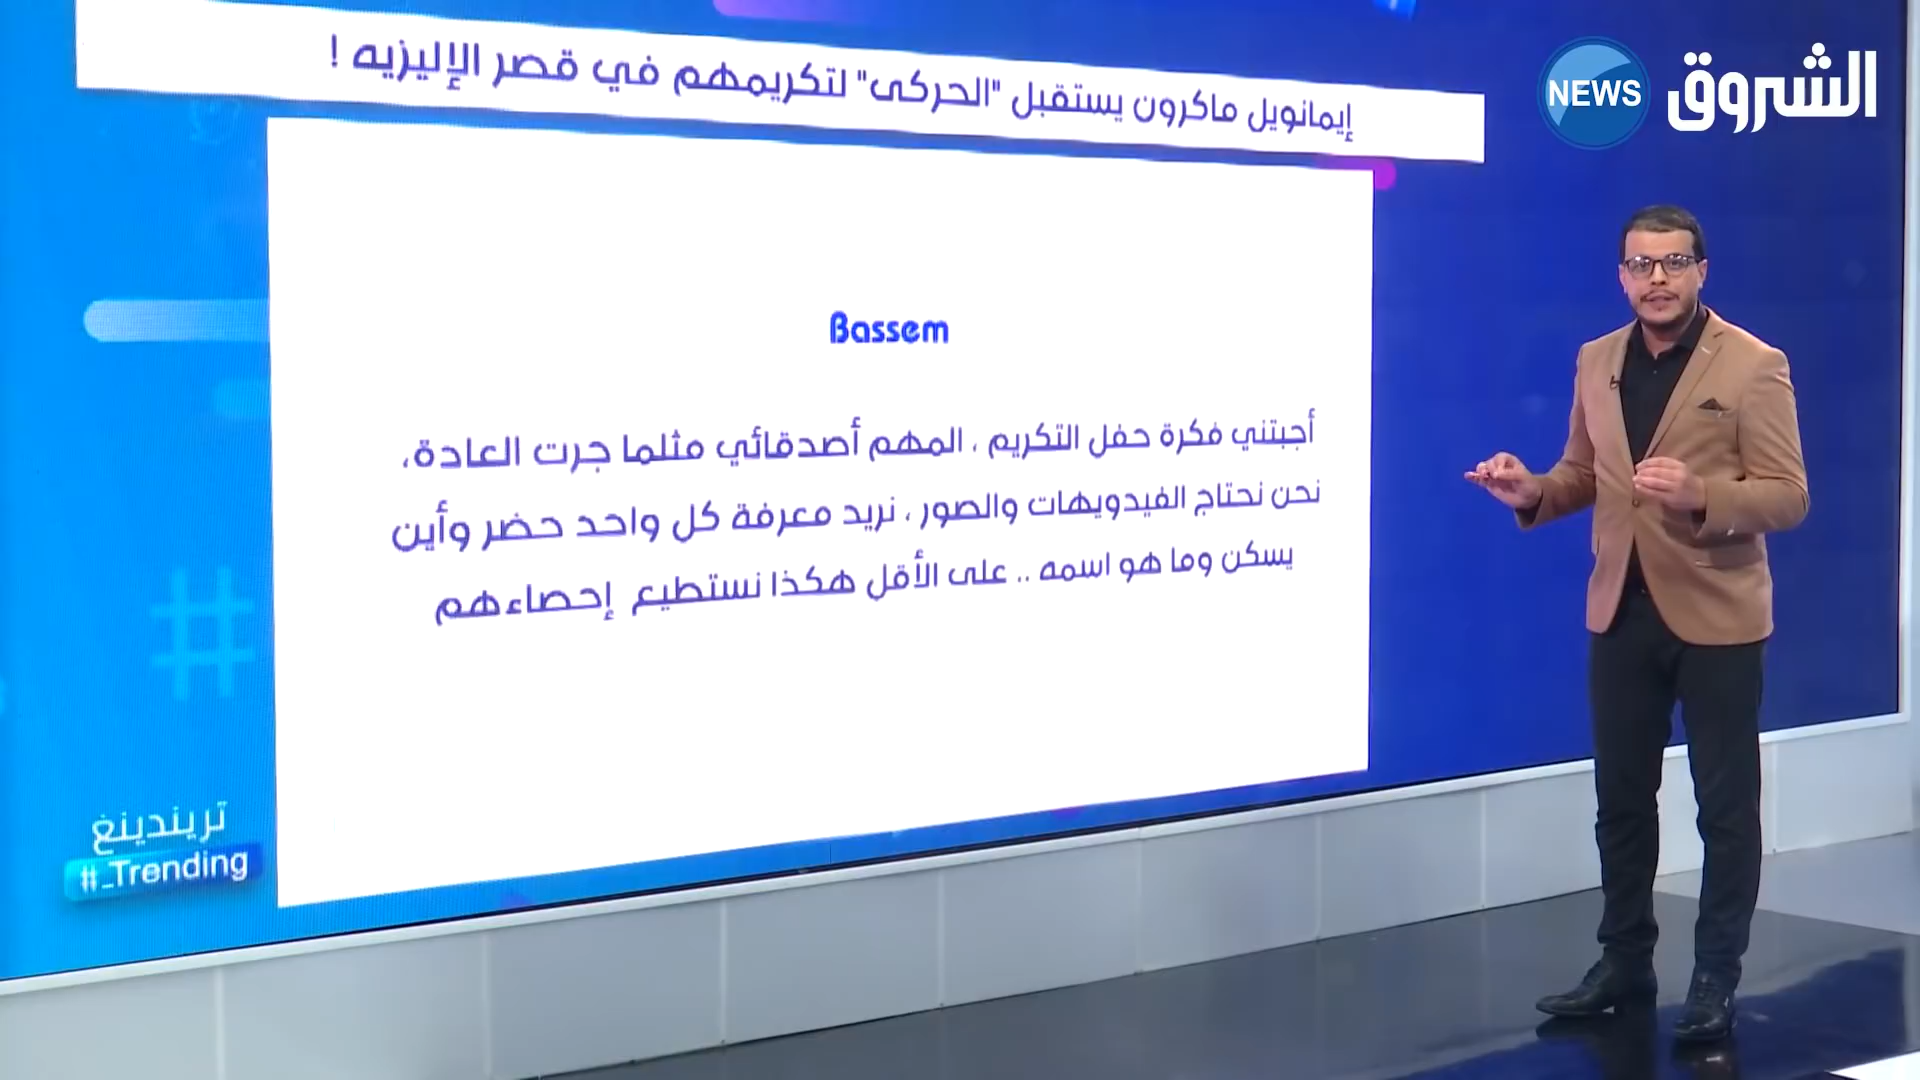 الشروق NEWS
إيمانويل ماكرون يستقبل "الحركى" لتكريمهم في قصر الإليزيه !
Bassem
أجبتني فكرة حفل التكريم ، المهم أصدقائي مثلما جرت العادة،
نحن نحتاج الفيدويهات والصور ، نريد معرفة كل واحد حضر وأين
يسكن وما هو اسمه .. على الأقل هكذا نستطيع إحصاءهم
تريندينغ
#_Trending